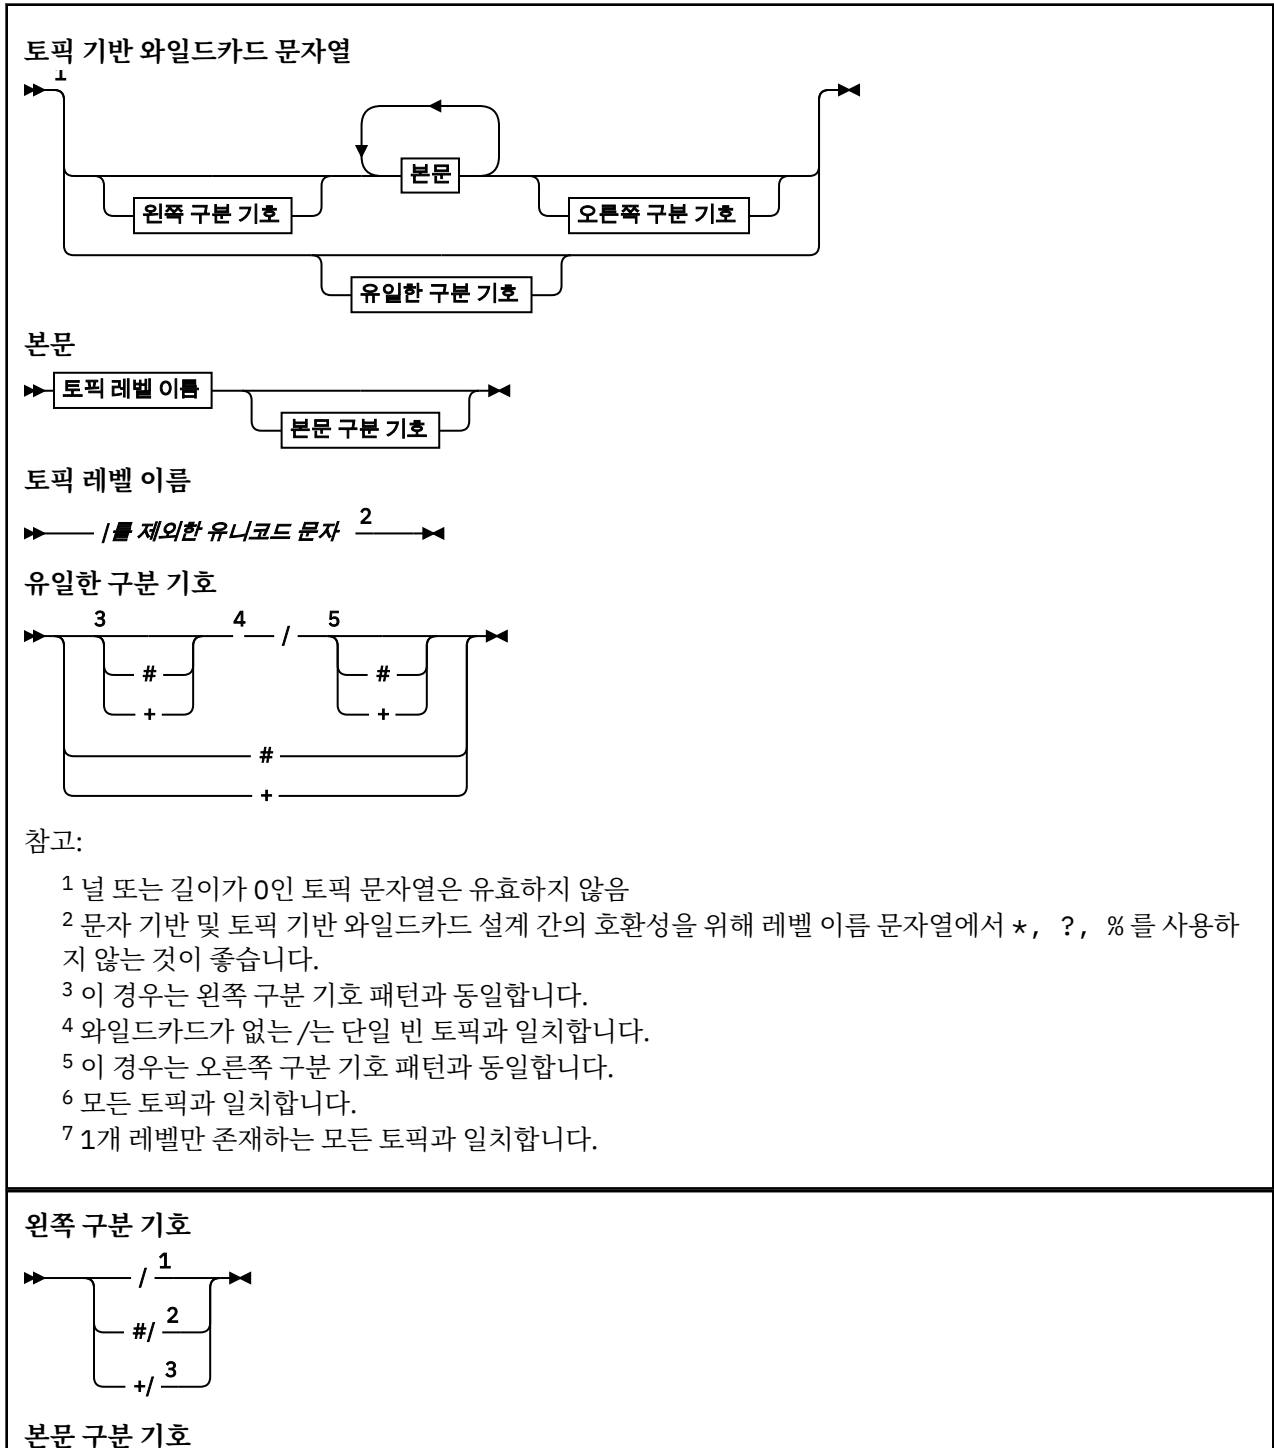 토픽 기반 와일드카드 문자열
1
본문
왼쪽 구분 기호
오른쪽 구분 기호
유일한 구분 기호
본문
토픽 레벨 이름
본문 구분 기호
토픽 레벨 이름
/를 제외한 유니코드 문자 2
유일한 구분 기호
3 4 / 5
# #
+ +
#
+
참고:
1 널 또는 길이가 0인 토픽 문자열은 유효하지 않음
2 문자 기반 및 토픽 기반 와일드카드 설계 간의 호환성을 위해 레벨 이름 문자열에서 *, ?, % 를 사용하
지 않는 것이 좋습니다.
3 이 경우는 왼쪽 구분 기호 패턴과 동일합니다.
4 와일드카드가 없는 /는 단일 빈 토픽과 일치합니다.
5 이 경우는 오른쪽 구분 기호 패턴과 동일합니다.
6 모든 토픽과 일치합니다.
7 1개 레벨만 존재하는 모든 토픽과 일치합니다.
왼쪽 구분 기호
/ 1
#/ 2
+/ 3
본문 구분 기호